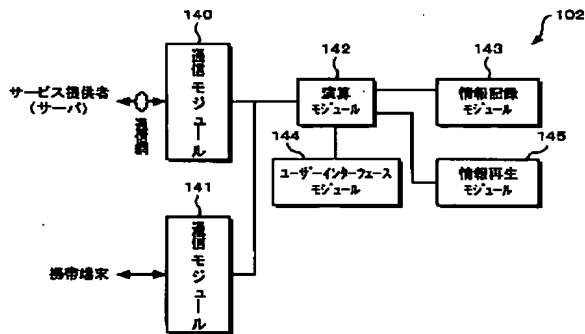 140
102
通信モジュール
142
143
サービス提供者
(サーバ)
演算
モジュール
情報記録
モジュール
144
145
ユーザーインターフェース
モジュール
情報再生
モジュール
141
通信モジュール
携帯端末